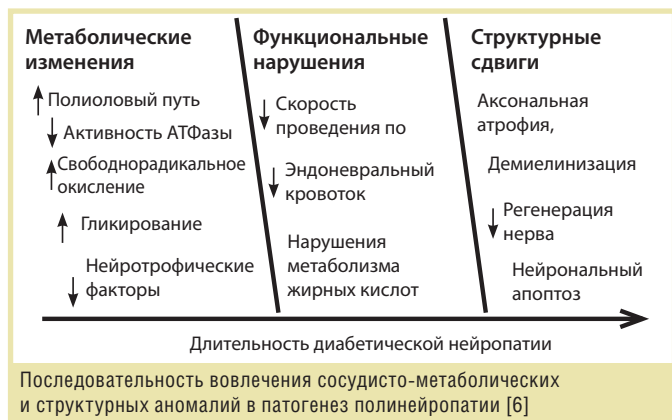 Метаболические
изменения
Полиоловый путь
Активность АТФазы
Свободнорадикальное
окисление
Гликирование
Нейротрофические
факторы
Функциональные
нарушения
Скорость
проведения по
Эндоневральный
кровоток
Нарушения
метаболизма
жирных кислот
Структурные
сдвиги
Аксональная
атрофия,
Демиелинизация
Регенерация
нерва
Нейрональный
апоптоз
Длительность диабетической нейропатии
Последовательность вовлечения сосудисто-метаболических
и структурных аномалий в патогенез полинейропатии [6]